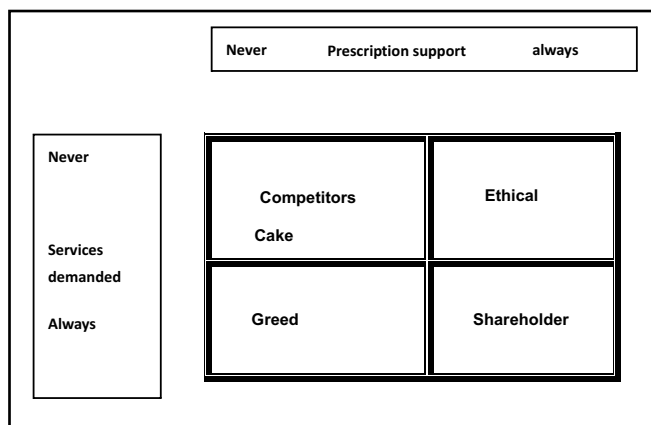 Never Prescription support always
Never
Services
demanded
Always
Competitors
Cake
Ethical
Greed
Shareholder